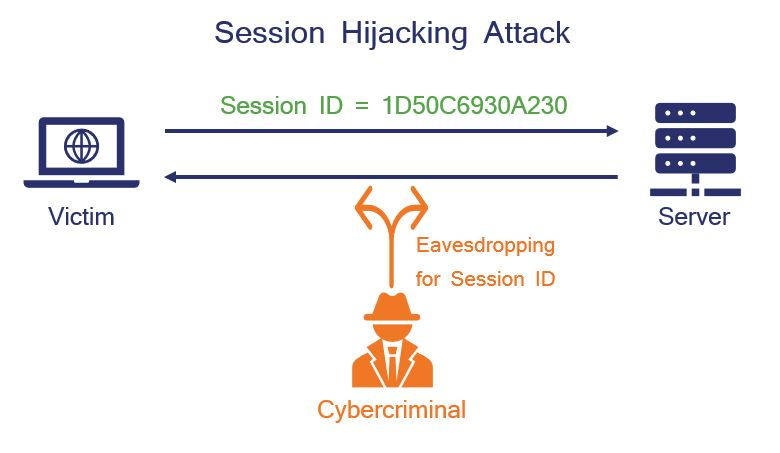 Session Hijacking Attack
Session ID = 1D50C6930A230
Victim
Server
Eavesdropping
for Session ID
Cybercriminal